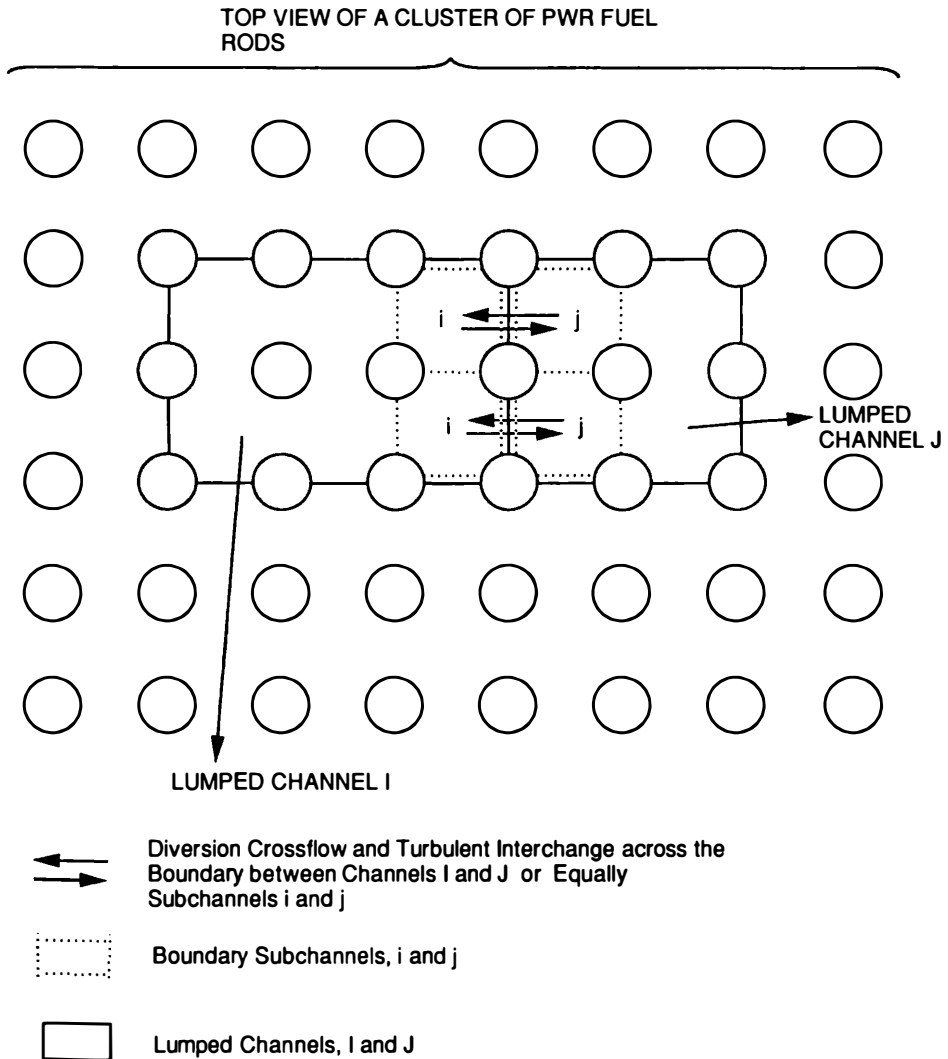 TOP VIEW OF A CLUSTER OF PWR FUEL
RODS
i j
i j
LUMPED
CHANNEL J
LUMPED CHANNEL I
Diversion Crossflow and Turbulent Interchange across the
Boundary between Channels I and J or Equally
Subchannels i and j
Boundary Subchannels, i and j
Lumped Channels, I and J